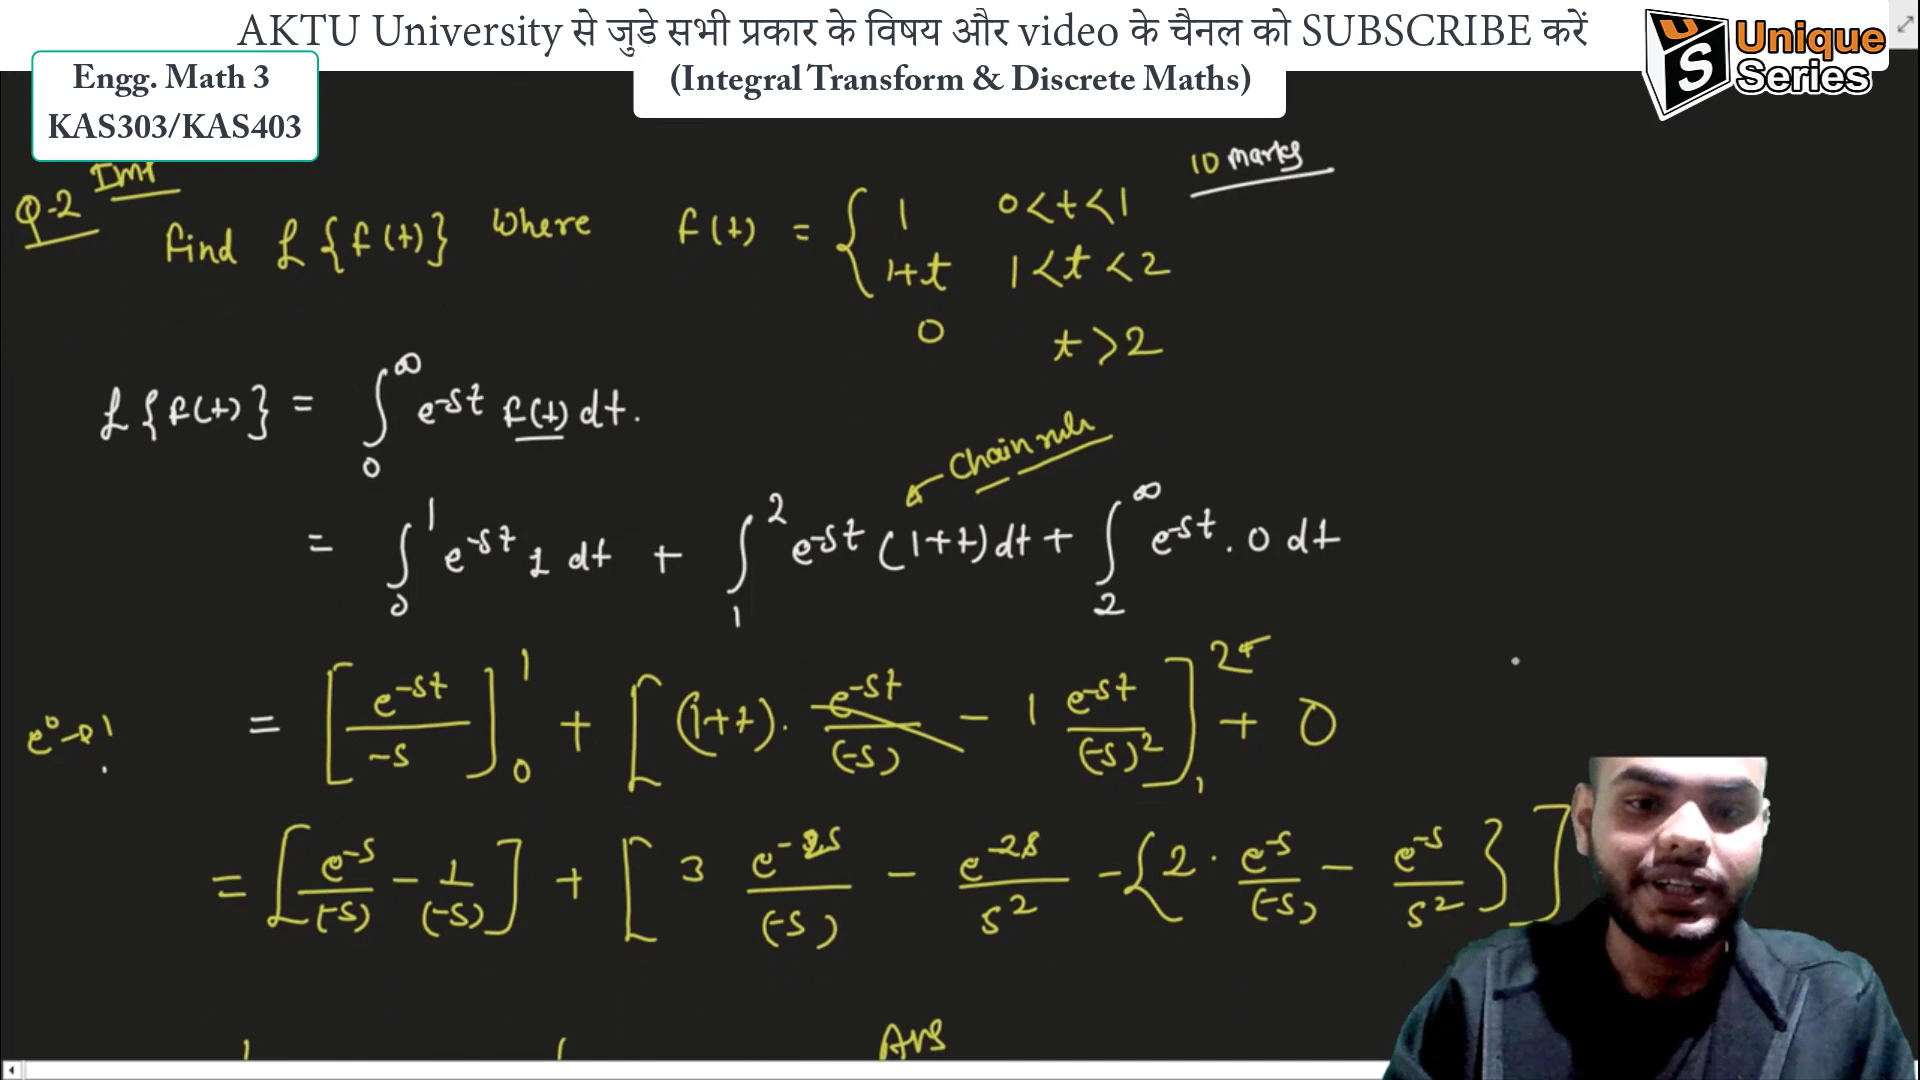 AKTU University से जुडे सभी प्रकार के विषय और video के चैनल को SUBSCRIBE करें
Unique Series
U S
Engg. Math 3
KAS303/KAS403
(Integral Transform & Discrete Maths)
10 marks
Imp
Q-2 find ℒ{f(t)} where f(t) = { 1 0<t<1
1+t 1<t<2
0 t>2
ℒ{f(t)} = ∫₀^∞ e^-st f(t) dt.
Chain rule
= ∫₀¹ e^-st 1 dt + ∫₁² e^-st (1+t) dt + ∫₂^∞ e^-st . 0 dt
= [e^-st/-s]₀¹ + [(1+t). e^-st/(-s) - 1 e^-st/(-s)²]₁² + 0
= [e^-s/(-s) - 1/(-s)] + [3 e^-2s/(-s) - e^-2s/s² - {2 . e^-s/(-s) - e^-s/s²}]
Ans